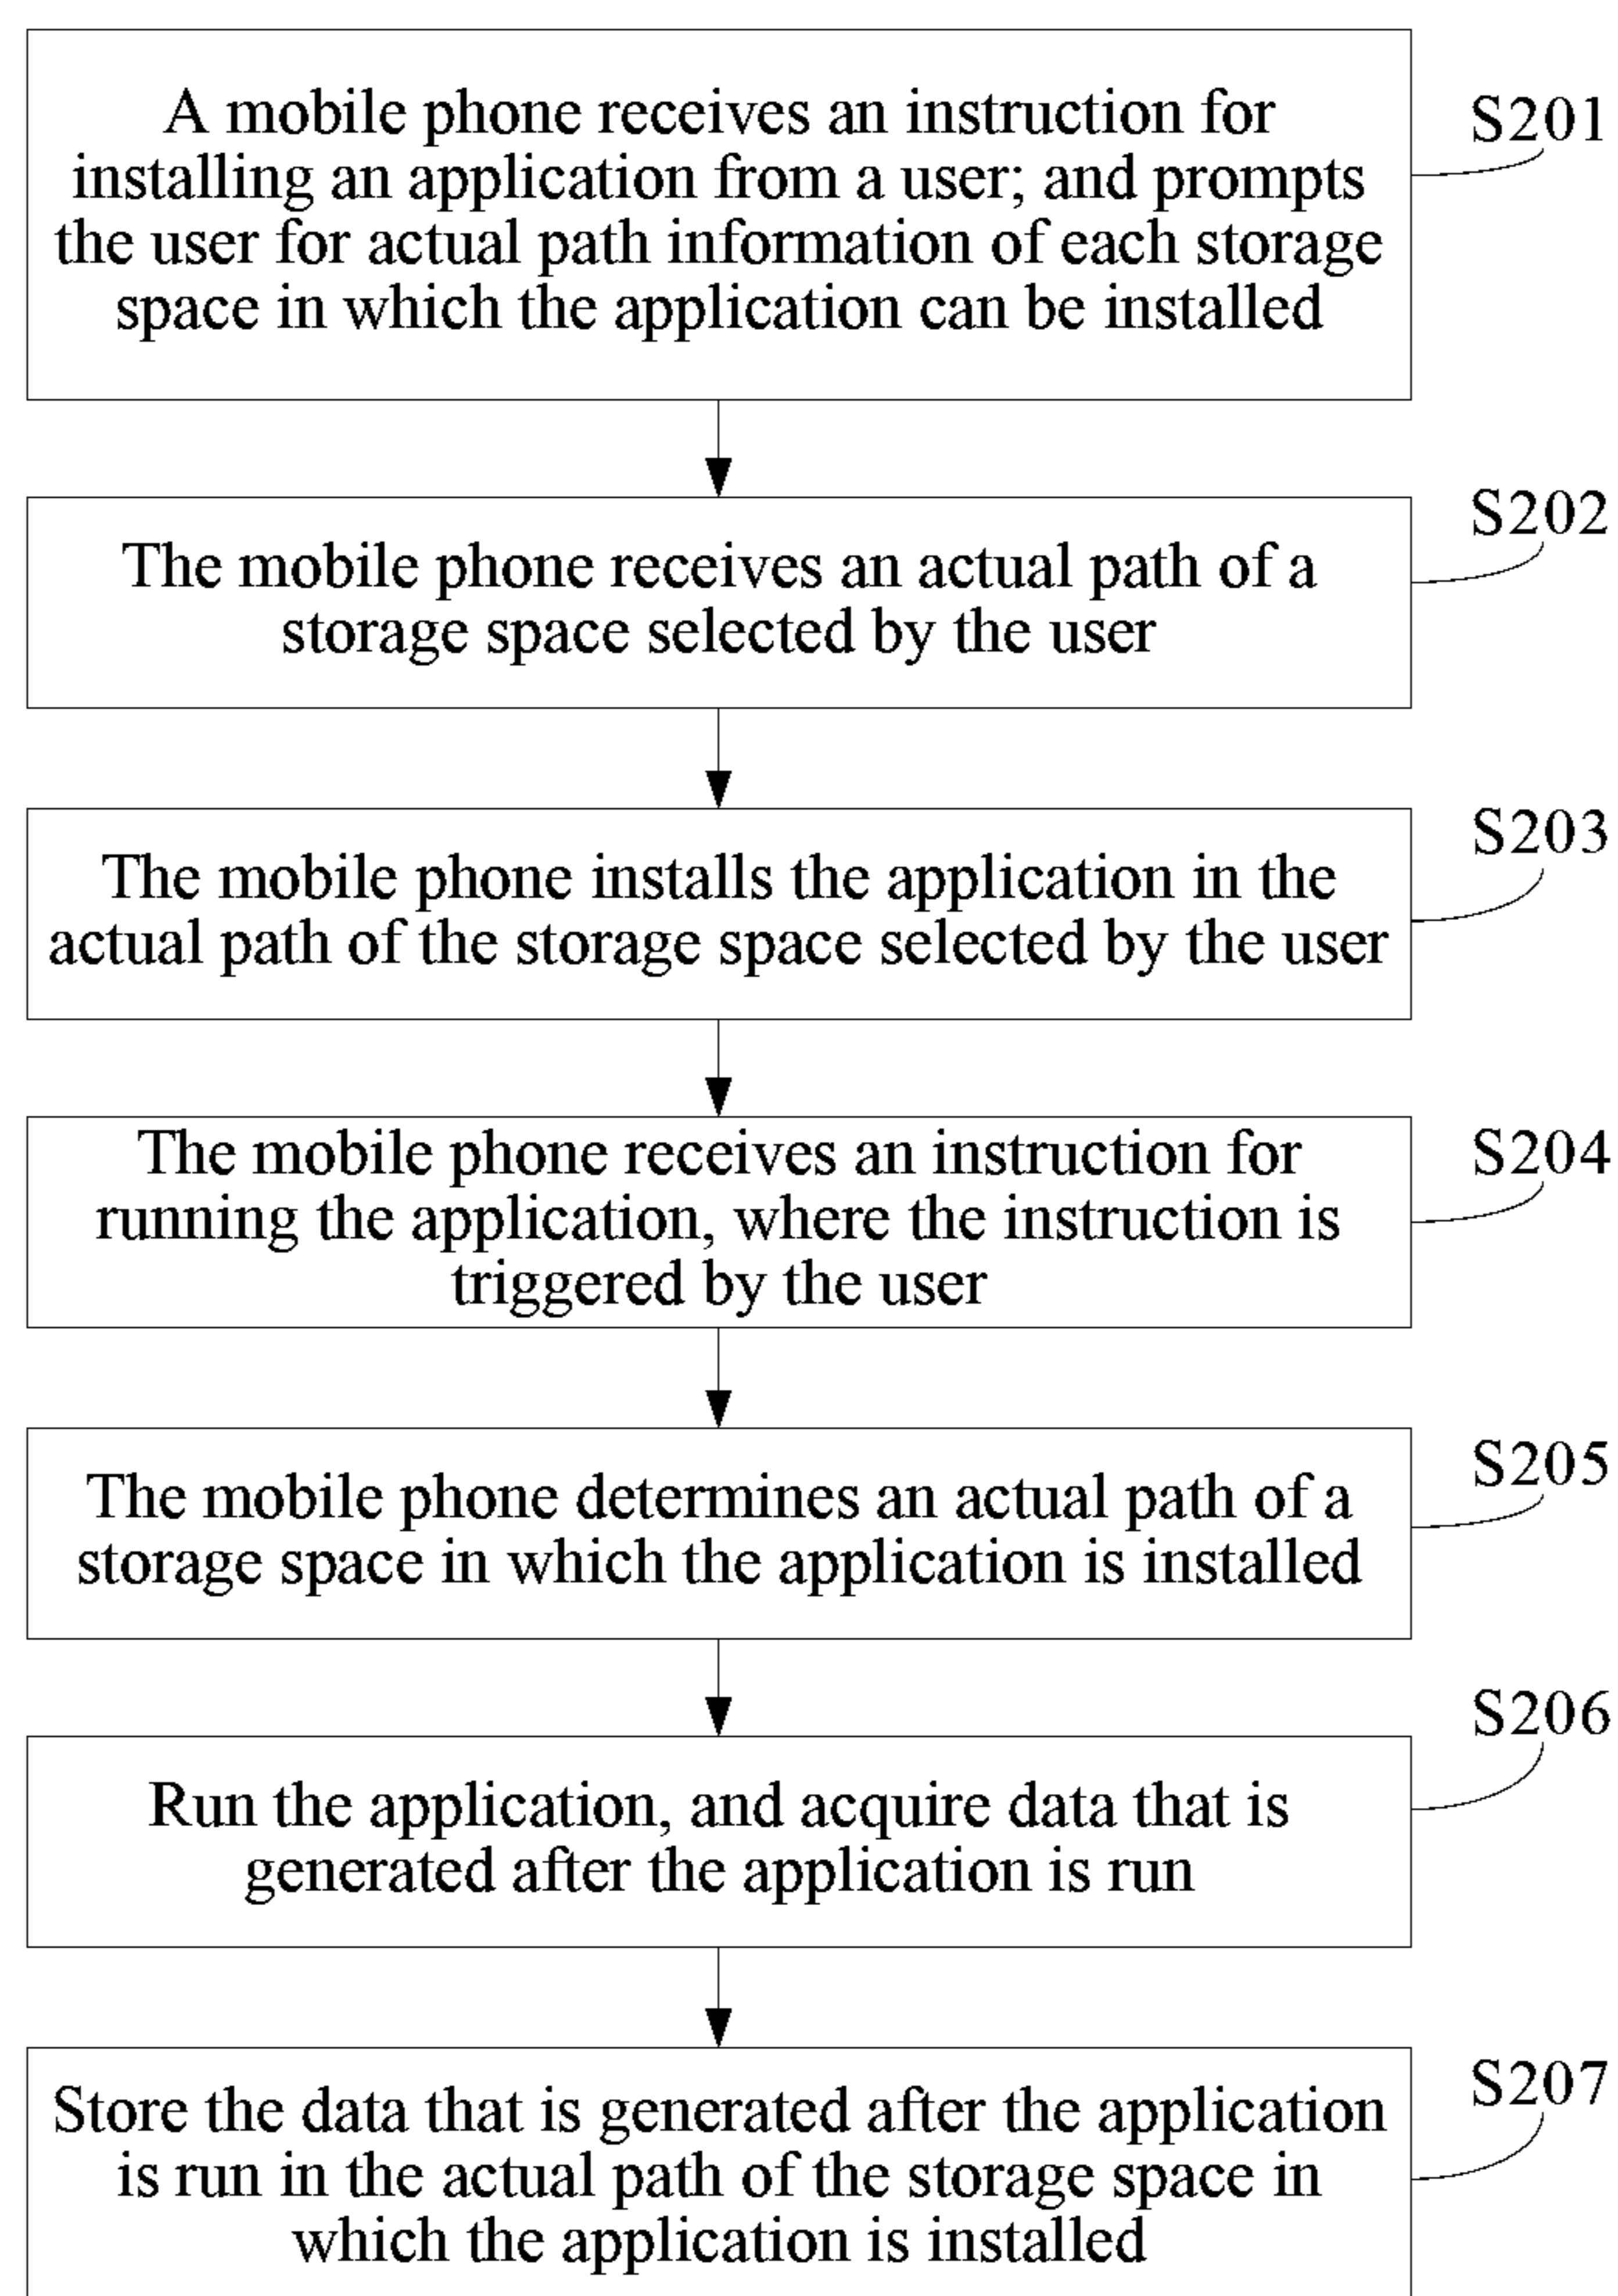 A mobile phone receives an instruction for
installing an application from a user; and prompts
the user for actual path information of each storage
space in which the application can be installed
S201
The mobile phone receives an actual path of a
storage space selected by the user
S202
The mobile phone installs the application in the
actual path of the storage space selected by the user
S203
The mobile phone receives an instruction for
running the application, where the instruction is
triggered by the user
S204
The mobile phone determines an actual path of a
storage space in which the application is installed
S205
Run the application, and acquire data that is
generated after the application is run
S206
Store the data that is generated after the application
is run in the actual path of the storage space in
which the application is installed
S207